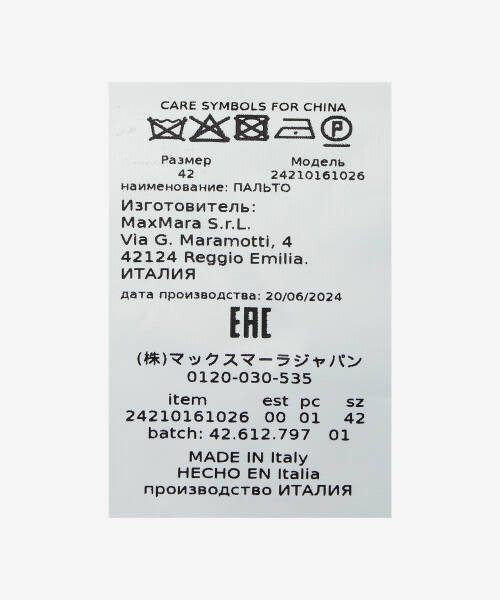 CARE SYMBOLS FOR CHINA
P
Размер Модель
42 24210161026
наименование: ПАЛЬТО
Изготовитель:
MaxMara S.r.L.
Via G. Maramotti, 4
42124 Reggio Emilia.
ИТАЛИЯ
дата производства: 20/06/2024
EAC
(株)マックスマーラジャパン
0120-030-535
item est pc sz
24210161026 00 01 42
batch: 42.612.797 01
MADE IN Italy
HECHO EN Italia
производство ИТАЛИЯ